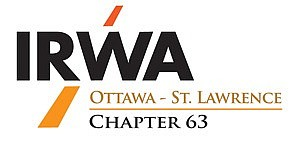 IRWA
OTTAWA - ST. LAWRENCE
CHAPTER 63